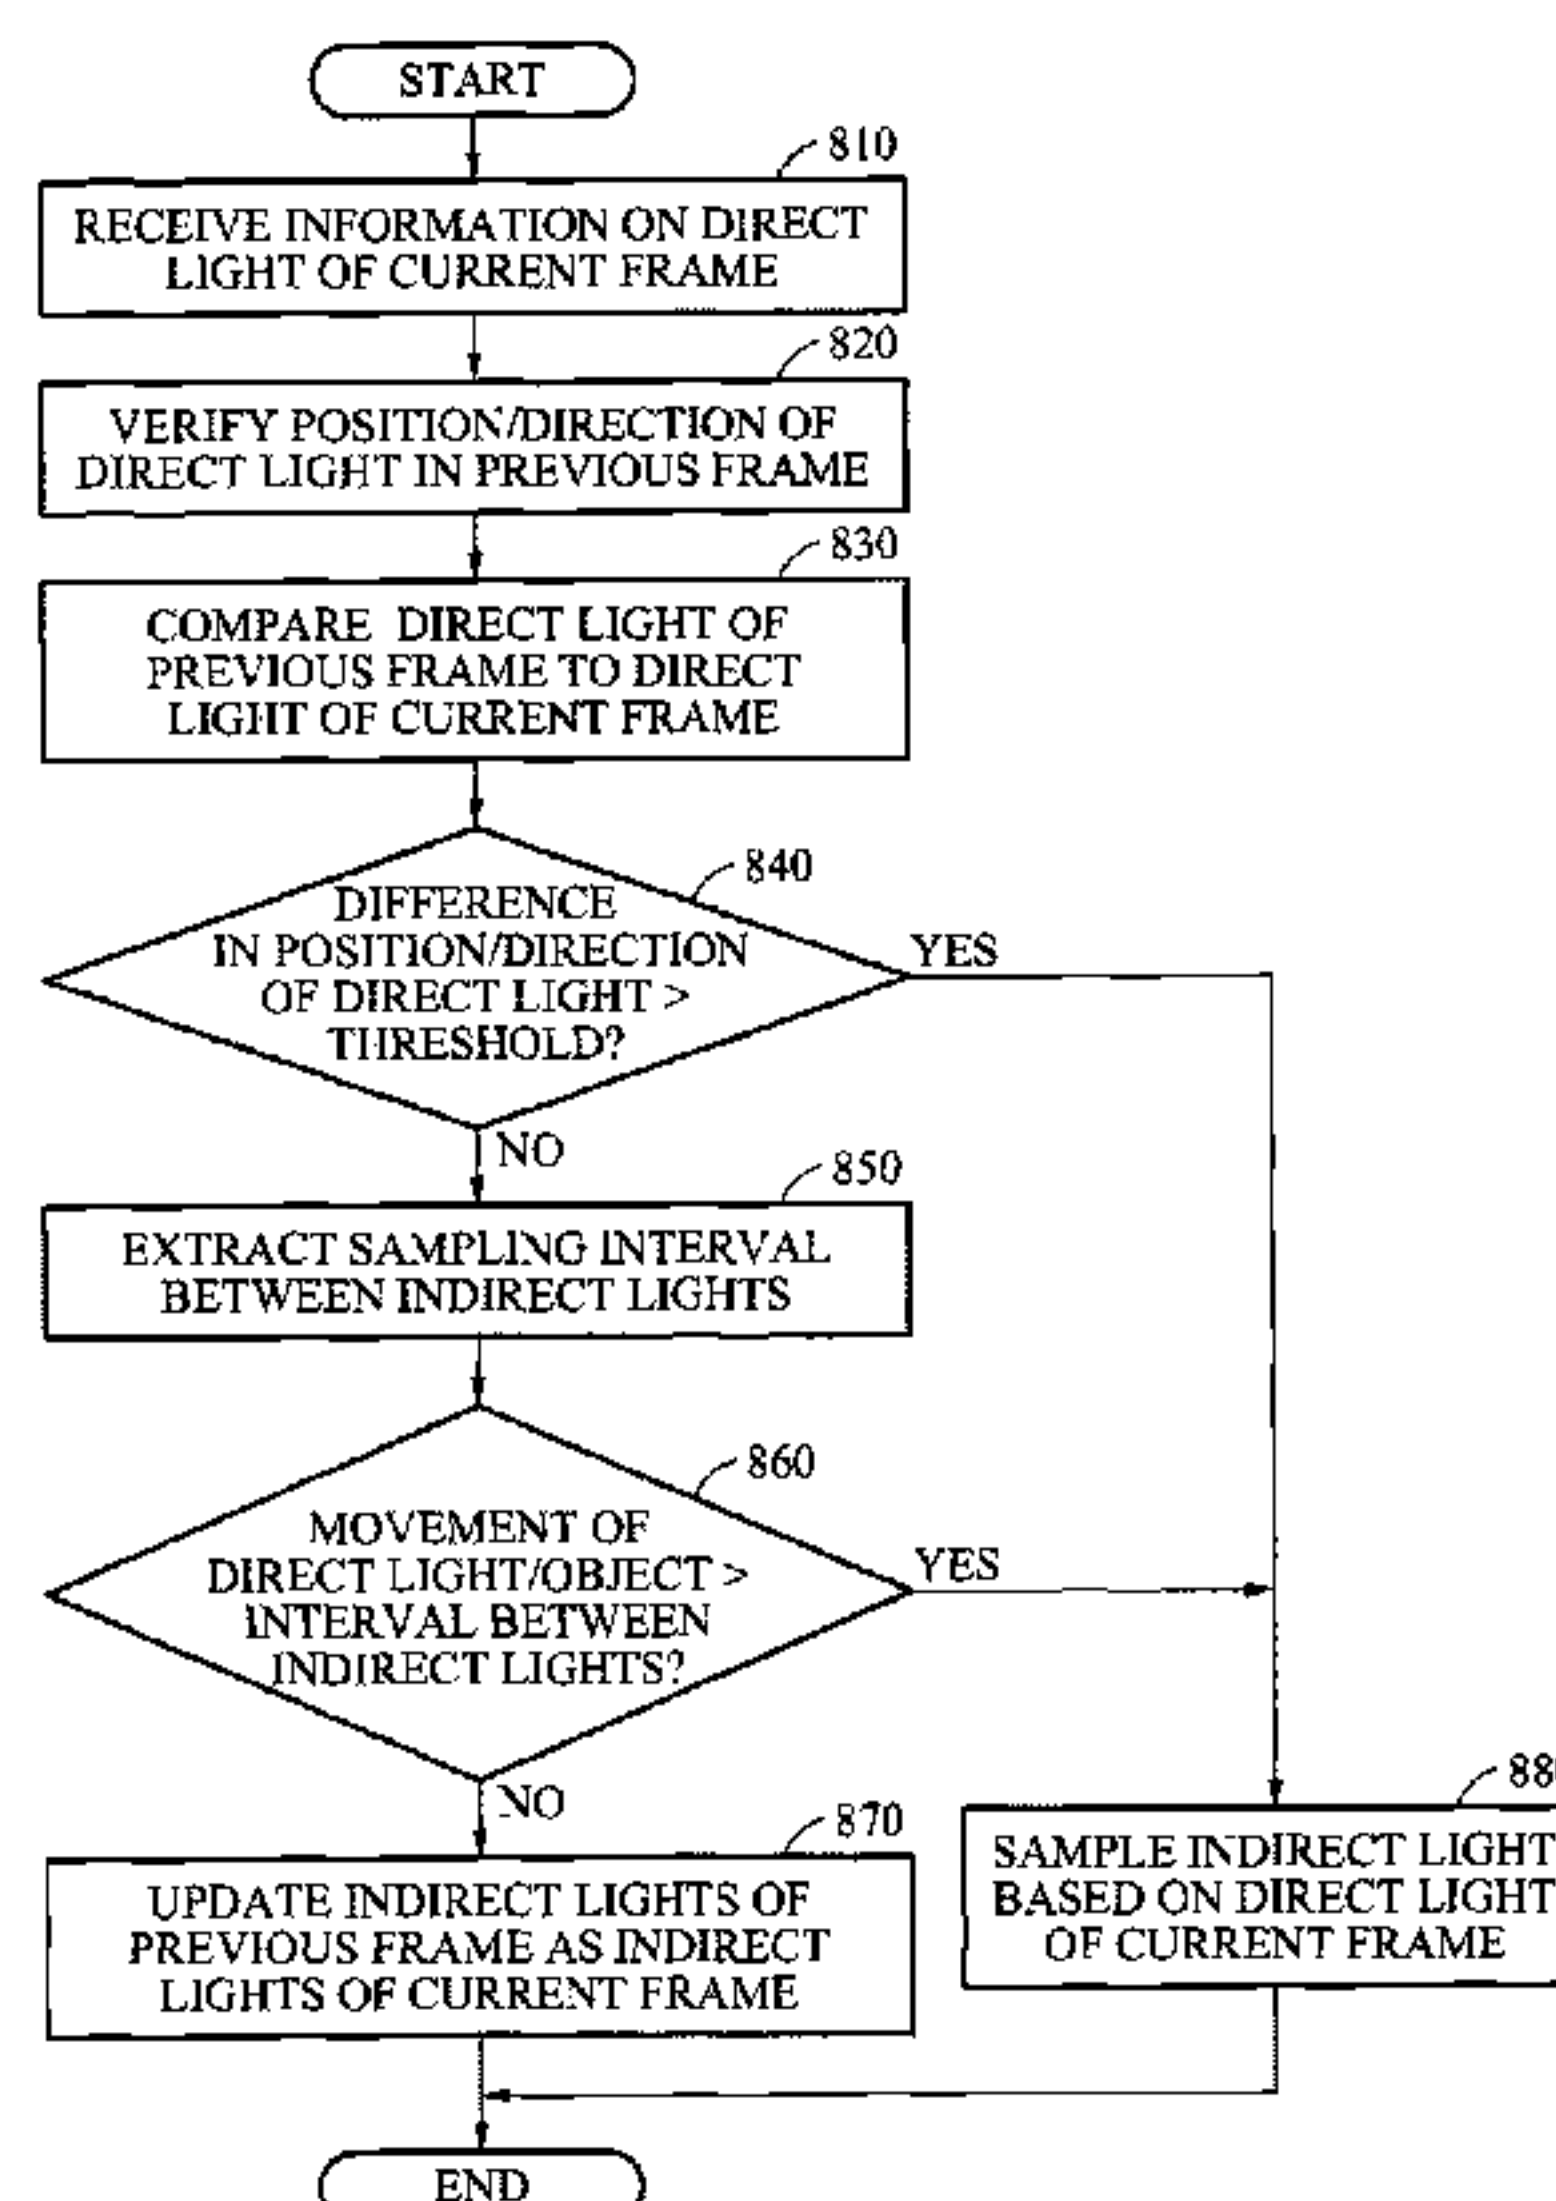 START
810
RECEIVE INFORMATION ON DIRECT
LIGHT OF CURRENT FRAME
820
VERIFY POSITION/DIRECTION OF
DIRECT LIGHT IN PREVIOUS FRAME
830
COMPARE DIRECT LIGHT OF
PREVIOUS FRAME TO DIRECT
LIGHT OF CURRENT FRAME
840
DIFFERENCE
IN POSITION/DIRECTION
OF DIRECT LIGHT >
THRESHOLD?
YES
NO
850
EXTRACT SAMPLING INTERVAL
BETWEEN INDIRECT LIGHTS
860
MOVEMENT OF
DIRECT LIGHT/OBJECT >
INTERVAL BETWEEN
INDIRECT LIGHTS?
YES
NO
870
UPDATE INDIRECT LIGHTS OF
PREVIOUS FRAME AS INDIRECT
LIGHTS OF CURRENT FRAME
SAMPLE INDIRECT LIGHT
BASED ON DIRECT LIGHT
OF CURRENT FRAME
END